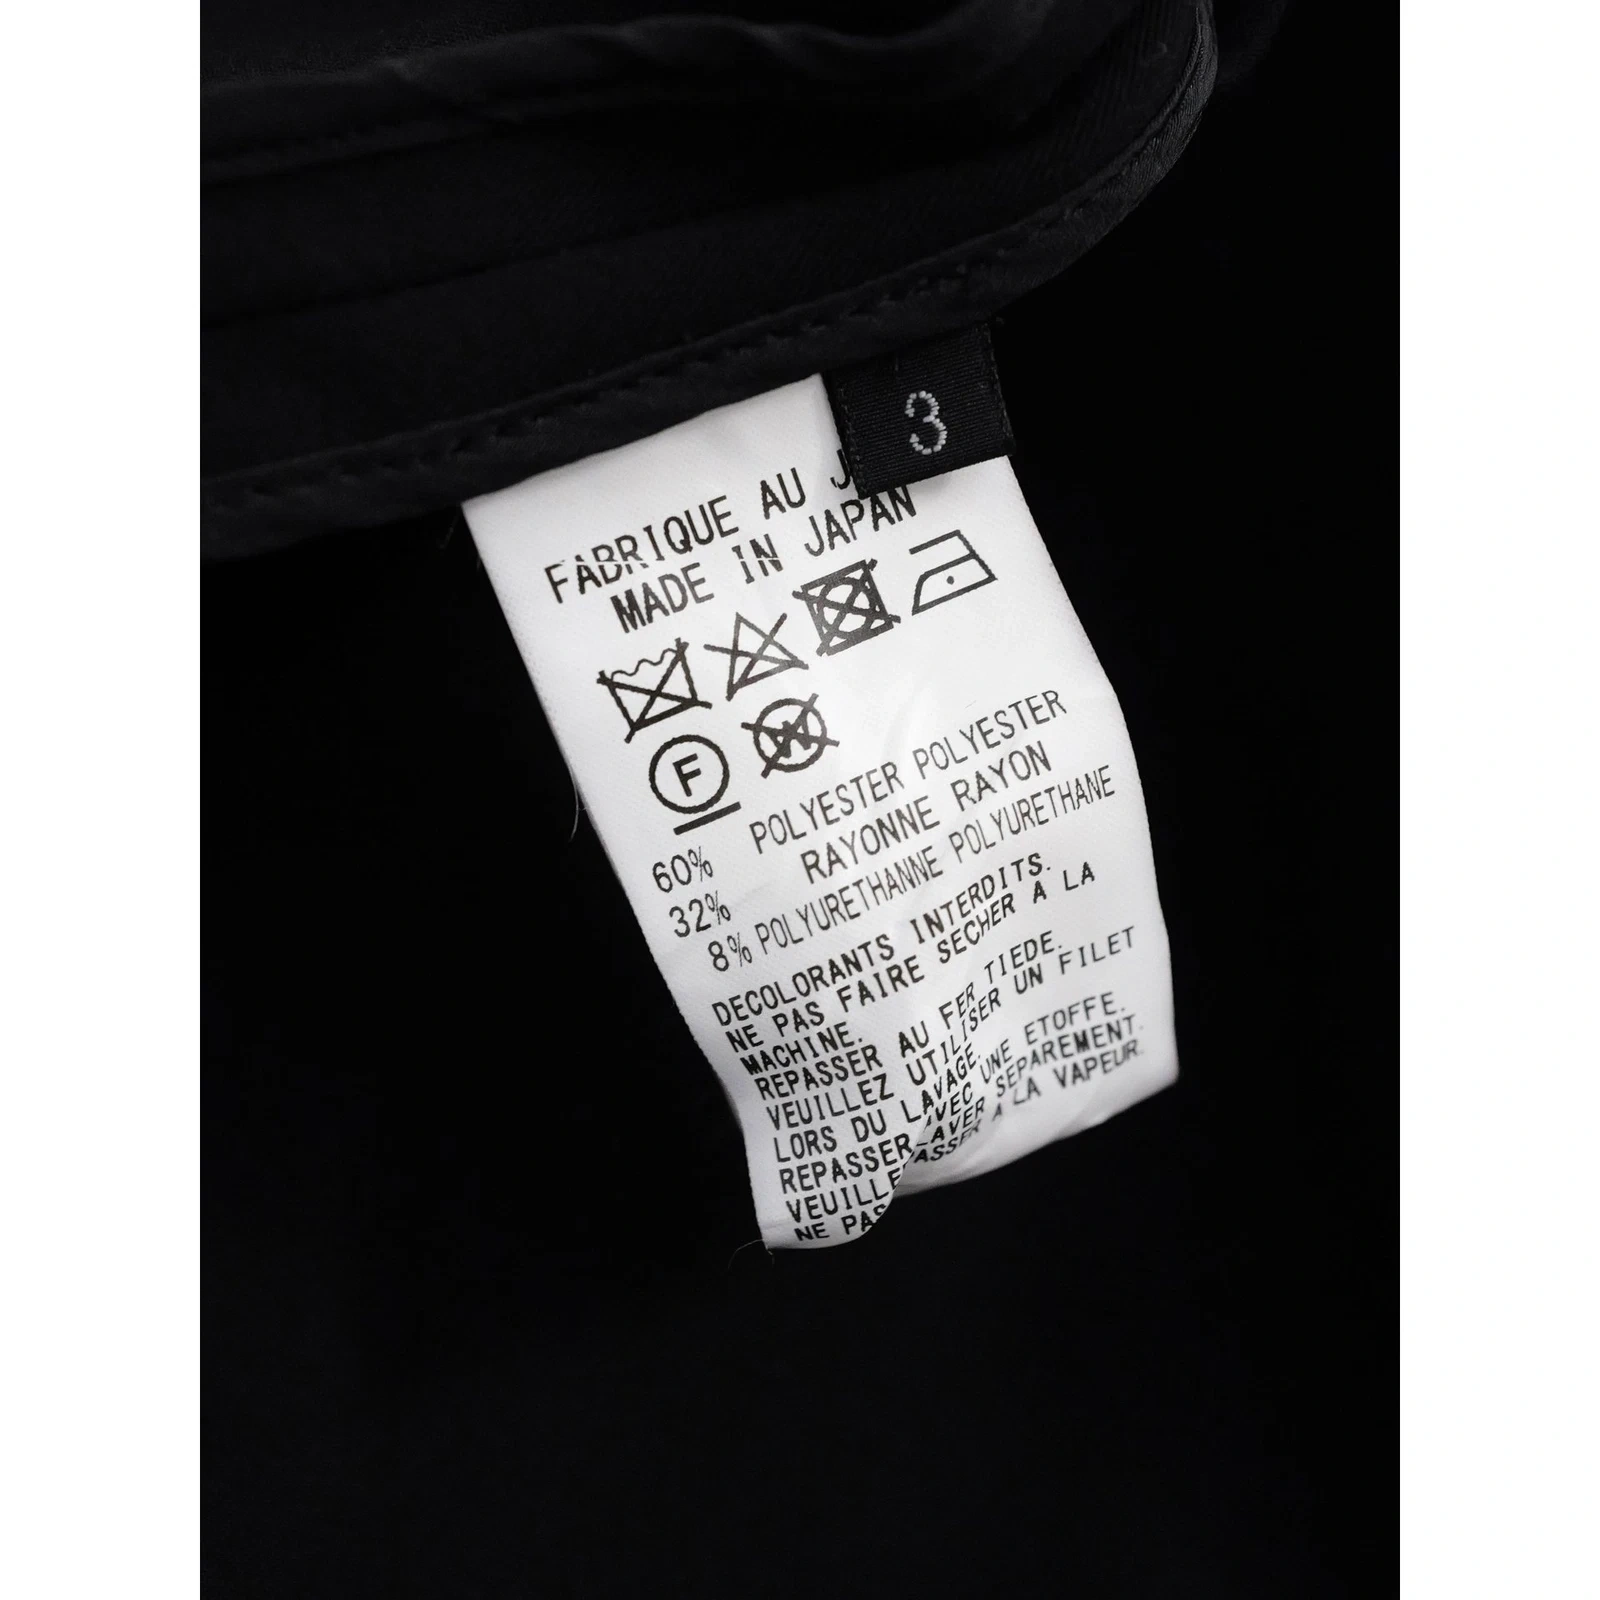 3
FABRIQUE AU
MADE IN JAPAN
F
W
60% POLYESTER POLYESTER
32% RAYONNE RAYON
8% POLYURETHANNE POLYURETHANE
DECOLORANTS INTERDITS.
NE PAS FAIRE SECHER A LA
MACHINE.
REPASSER AU FER TIEDE.
VEUILLEZ UTILISER UN FILET
LORS DU LAVAGE.
REPASSER AVEC UNE ETOFFE.
LAVER SEPAREMENT.
NE PAS A LA VAPEUR.